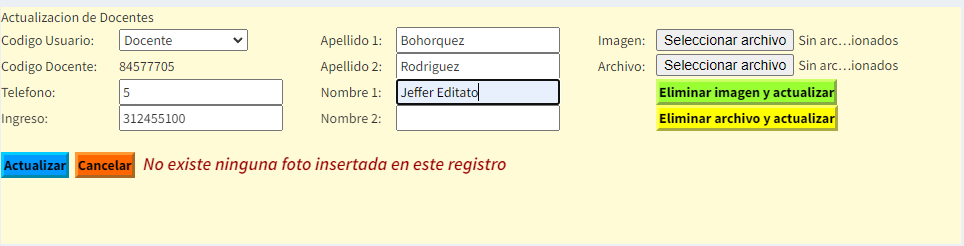 Actualizacion de Docentes
Codigo Usuario: Docente Apellido 1: Bohorquez Imagen: Seleccionar archivo Sin arc…ionados
Codigo Docente: 84577705 Apellido 2: Rodriguez Archivo: Seleccionar archivo Sin arc…ionados
Telefono: 5 Nombre 1: Jeffer Editato Eliminar imagen y actualizar
Ingreso: 312455100 Nombre 2: Eliminar archivo y actualizar
Actualizar Cancelar No existe ninguna foto insertada en este registro